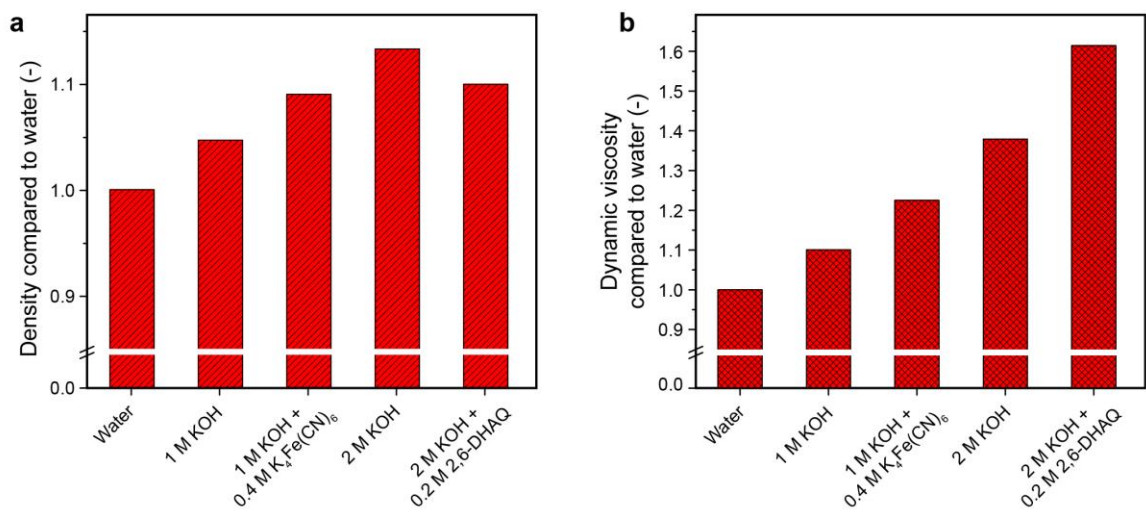 a
Density compared to water (-)
1.1
1.0
0.9
0.0
Water
1 M KOH
1 M KOH +
0.4 M K₄Fe(CN)₆
2 M KOH
2 M KOH +
0.2 M 2,6-DHAQ
b
Dynamic viscosity
compared to water (-)
1.6
1.5
1.4
1.3
1.2
1.1
1.0
0.9
0.0
Water
1 M KOH
1 M KOH +
0.4 M K₄Fe(CN)₆
2 M KOH
2 M KOH +
0.2 M 2,6-DHAQ